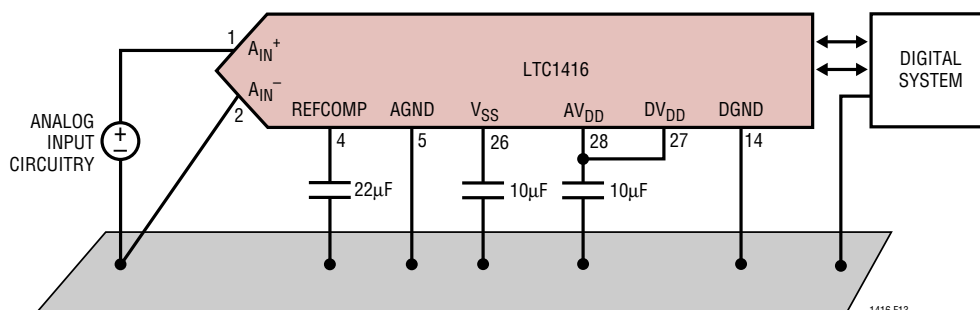 1
A_IN+
A_IN−
2
LTC1416
DIGITAL
SYSTEM
REFCOMP
AGND
V_SS
AV_DD
DV_DD
DGND
4
5
26
28
27
14
ANALOG
INPUT
CIRCUITRY
+
−
22µF
10µF
10µF
1416 F13